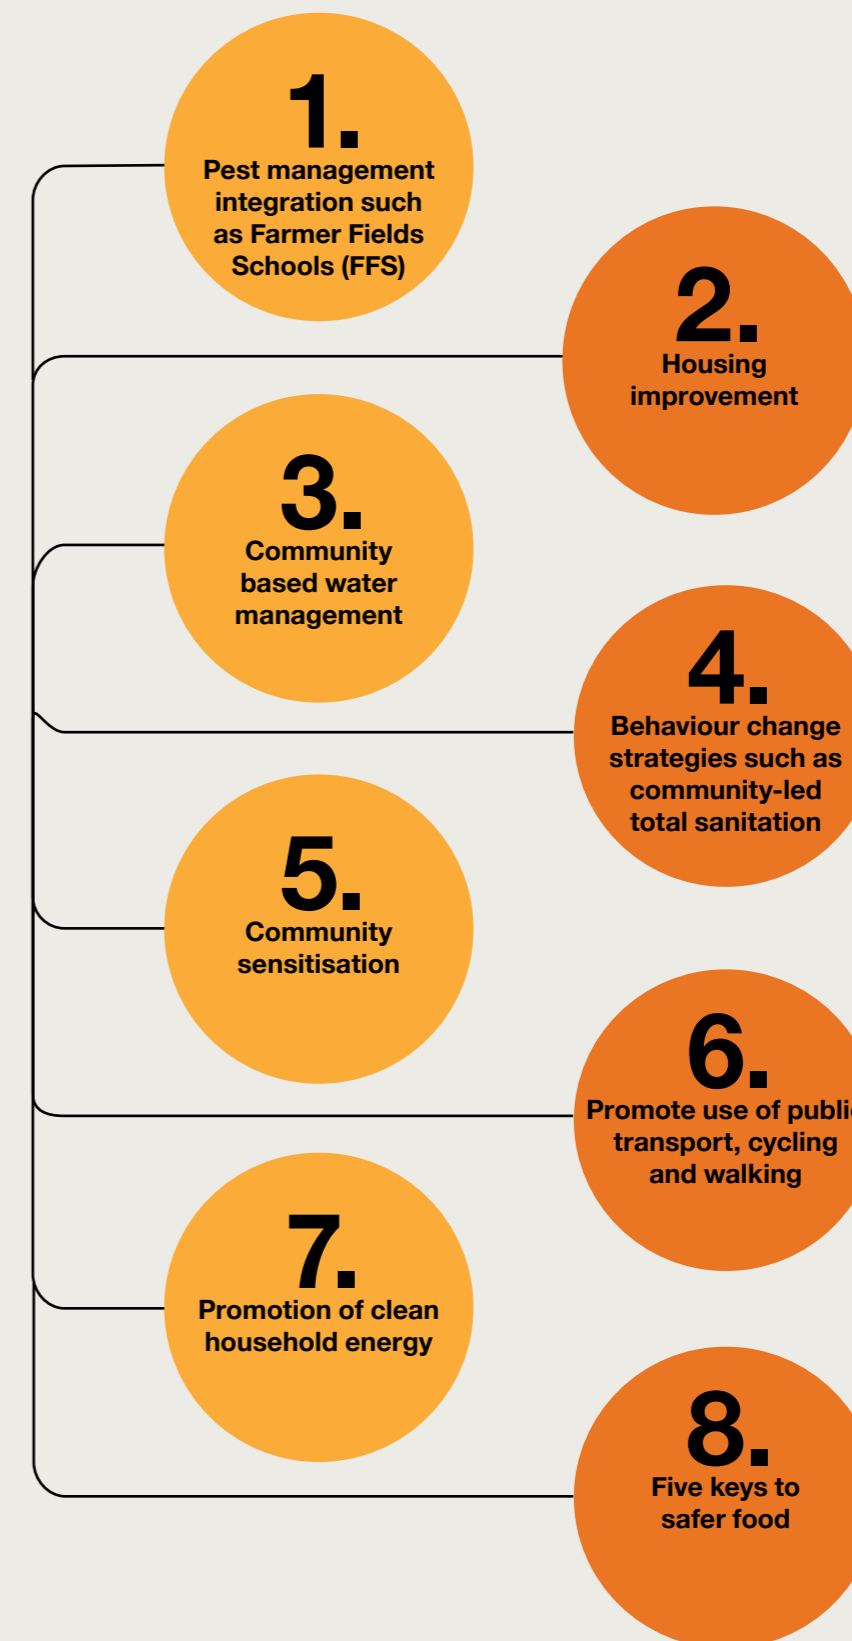 1.
Pest management
integration such
as Farmer Fields
Schools (FFS)
2.
Housing
improvement
3.
Community
based water
management
4.
Behaviour change
strategies such as
community-led
total sanitation
5.
Community
sensitisation
6.
Promote use of public
transport, cycling
and walking
7.
Promotion of clean
household energy
8.
Five keys to
safer food